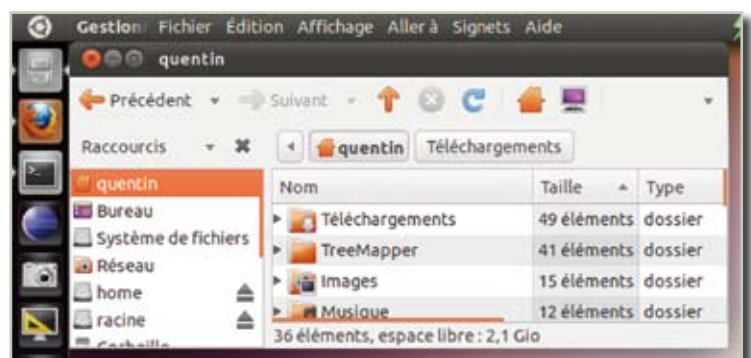 Gestion Fichier Édition Affichage Aller à Signets Aide
quentin
Précédent Suivant
Raccourcis quentin Téléchargements
quentin
Bureau
Système de fichiers
Réseau
home
racine
Corbeille
Nom Taille Type
Téléchargements 49 éléments dossier
TreeMapper 41 éléments dossier
Images 15 éléments dossier
Musique 12 éléments dossier
36 éléments, espace libre : 2,1 Gio